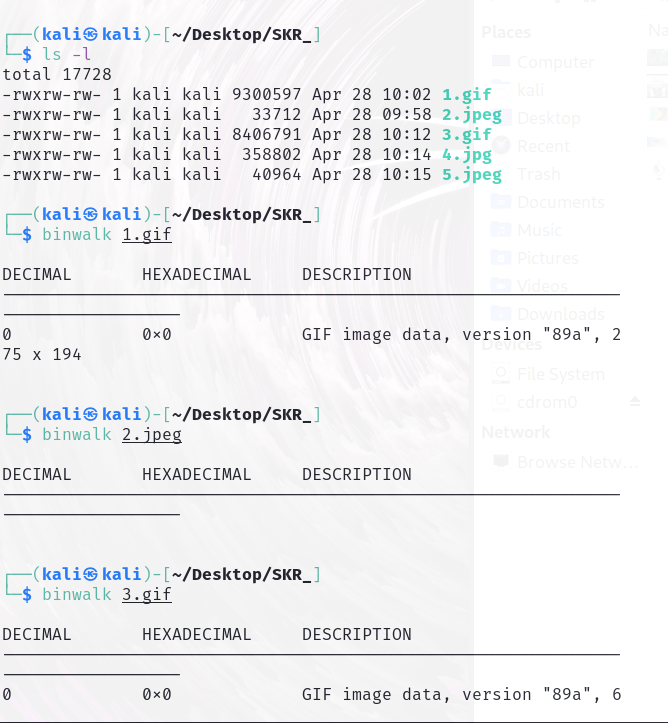 ┌──(kali㉿kali)-[~/Desktop/SKR_]
└─$ ls -l
total 17728
-rwxrw-rw- 1 kali kali 9300597 Apr 28 10:02 1.gif
-rwxrw-rw- 1 kali kali   33712 Apr 28 09:58 2.jpeg
-rwxrw-rw- 1 kali kali 8406791 Apr 28 10:12 3.gif
-rwxrw-rw- 1 kali kali  358802 Apr 28 10:14 4.jpg
-rwxrw-rw- 1 kali kali   40964 Apr 28 10:15 5.jpeg
┌──(kali㉿kali)-[~/Desktop/SKR_]
└─$ binwalk 1.gif
DECIMAL       HEXADECIMAL     DESCRIPTION
0             0×0             GIF image data, version "89a", 2
75 x 194
┌──(kali㉿kali)-[~/Desktop/SKR_]
└─$ binwalk 2.jpeg
DECIMAL       HEXADECIMAL     DESCRIPTION
┌──(kali㉿kali)-[~/Desktop/SKR_]
└─$ binwalk 3.gif
DECIMAL       HEXADECIMAL     DESCRIPTION
0             0×0             GIF image data, version "89a", 6
Places
Na
Computer
kali
Desktop
Recent
Trash
Documents
Music
Pictures
Videos
Downloads
Devices
File System
cdrom0
Network
Browse Netw...